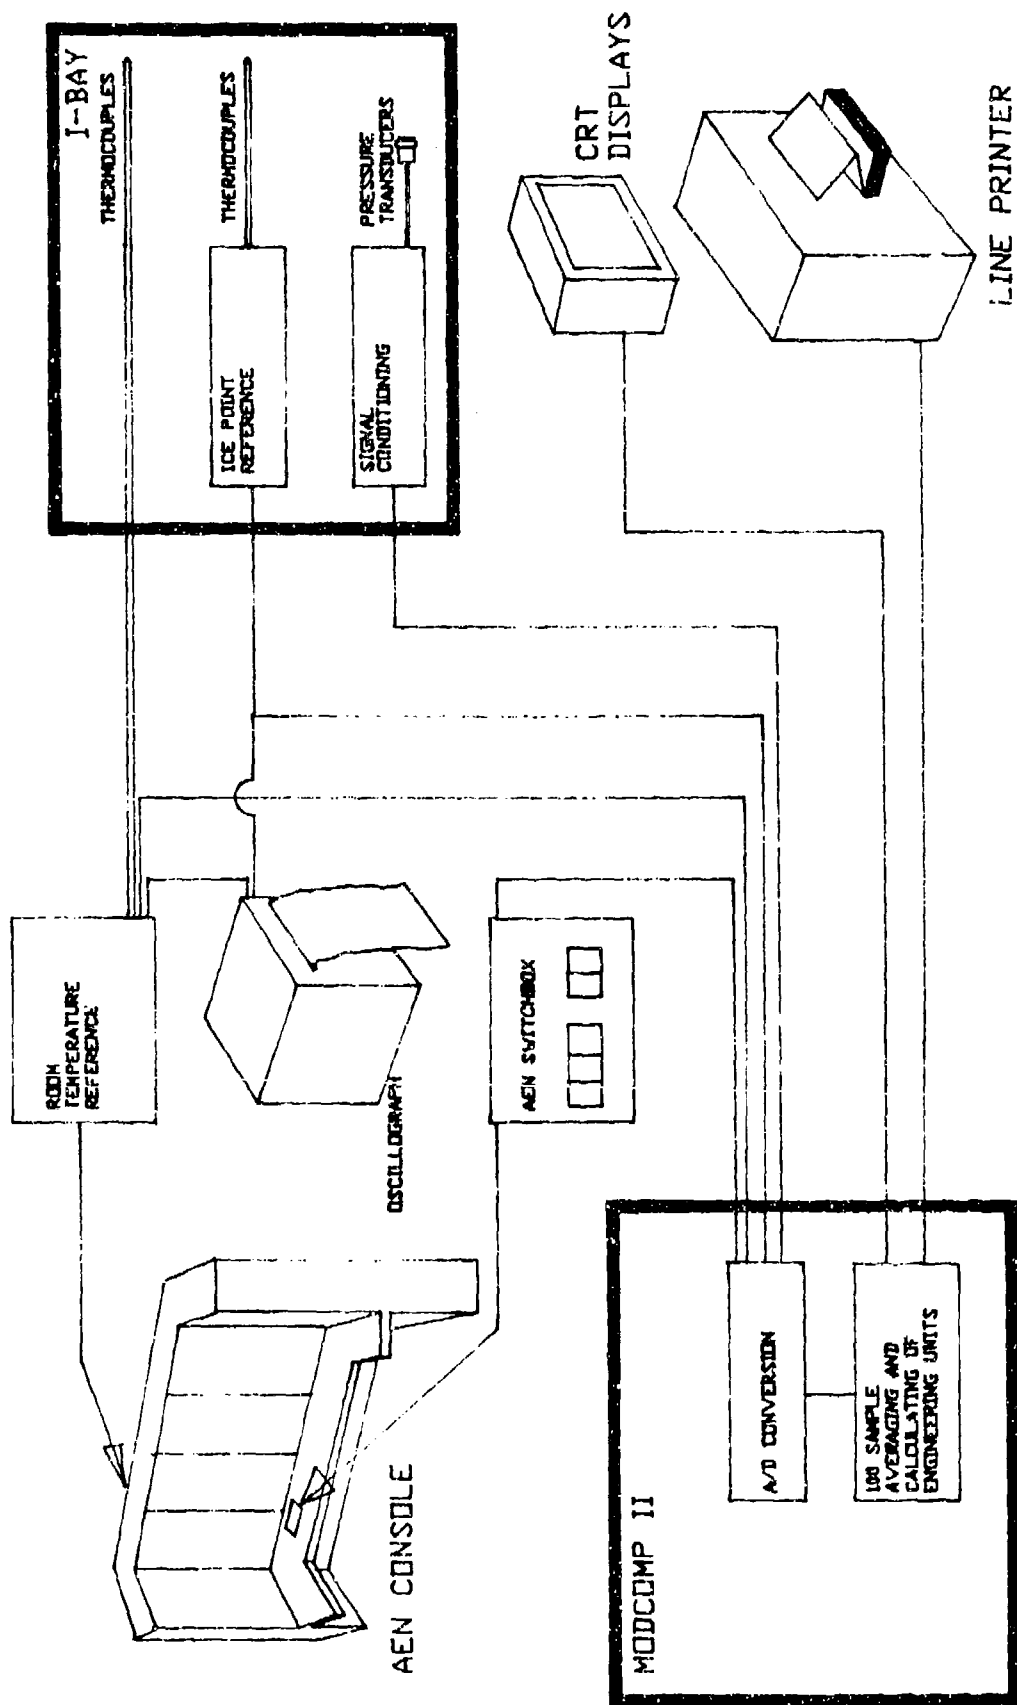 I-BAY
THERMOCOUPLES
THERMOCOUPLES
PRESSURE
TRANSDUCERS
ICE POINT
REFERENCE
SIGNAL
CONDITIONING
CRT
DISPLAYS
LINE PRINTER
ROOM
TEMPERATURE
REFERENCE
OSCILLOGRAPH
AEN SWITCHBOX
AEN CONSOLE
MODCOMP II
A/D CONVERSION
100 SAMPLE
AVERAGING AND
CALCULATING OF
ENGINEERING UNITS